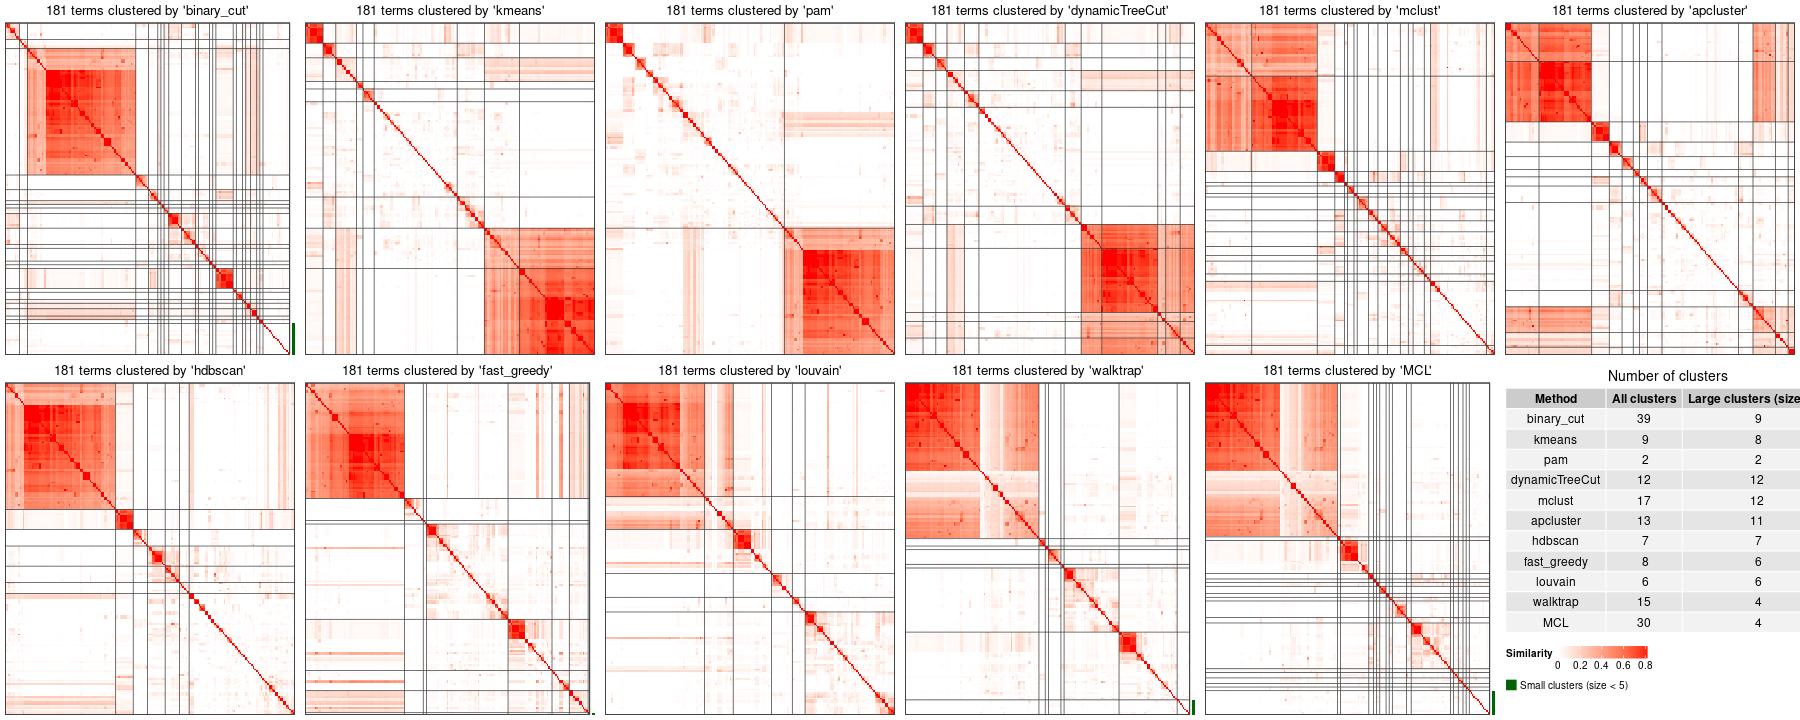 181 terms clustered by 'binary_cut'
181 terms clustered by 'kmeans'
181 terms clustered by 'pam'
181 terms clustered by 'dynamicTreeCut'
181 terms clustered by 'mclust'
181 terms clustered by 'apcluster'
181 terms clustered by 'hdbscan'
181 terms clustered by 'fast_greedy'
181 terms clustered by 'louvain'
181 terms clustered by 'walktrap'
181 terms clustered by 'MCL'
Number of clusters
Method All clusters Large clusters (size
binary_cut 39 9
kmeans 9 8
pam 2 2
dynamicTreeCut 12 12
mclust 17 12
apcluster 13 11
hdbscan 7 7
fast_greedy 8 6
louvain 6 6
walktrap 15 4
MCL 30 4
Similarity
0 0.2 0.4 0.6 0.8
Small clusters (size < 5)